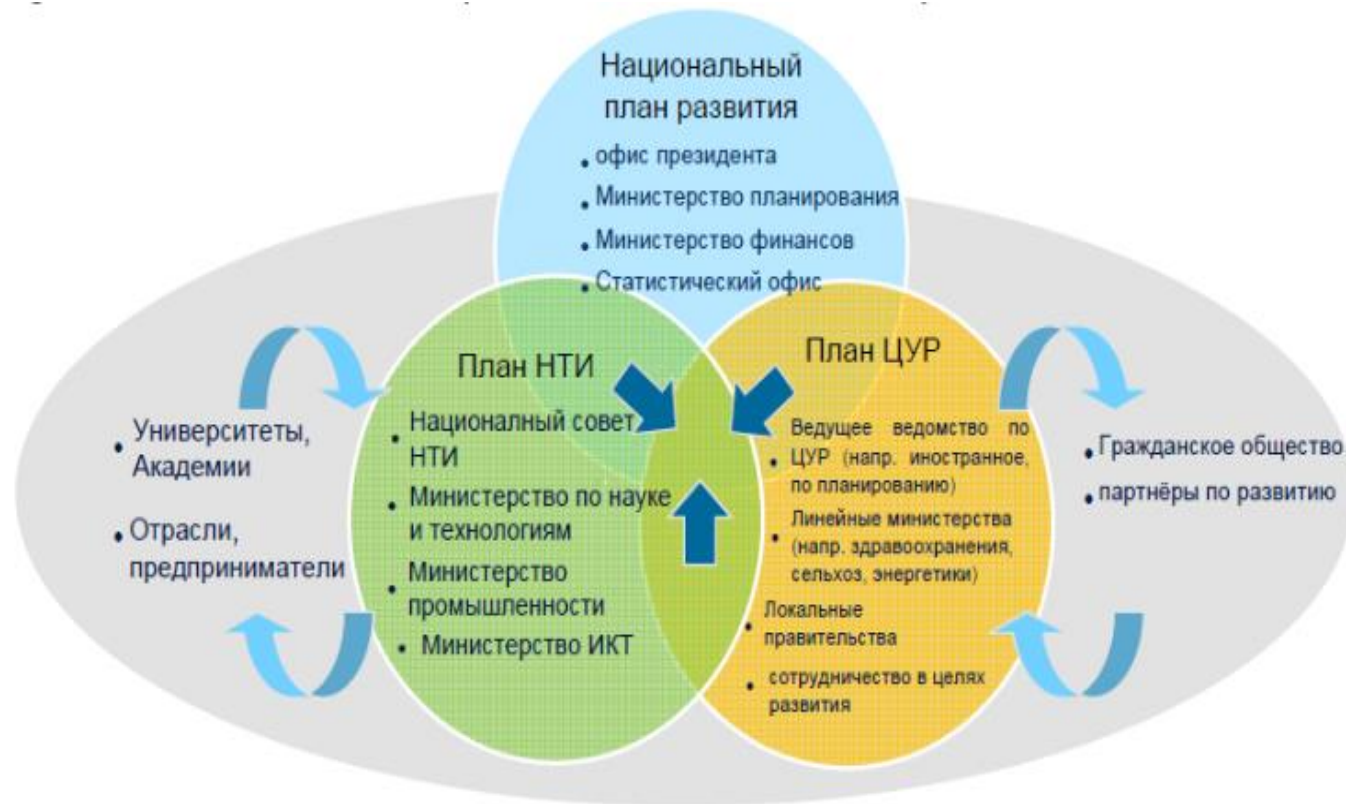 Национальный
план развития
• офис президента
• Министерство планирования
• Министерство финансов
• Статистический офис
План НТИ
• Националный совет
НТИ
• Министерство по науке
и технологиям
• Министерство
промышленности
• Министерство ИКТ
План ЦУР
Ведущее ведомство по
• ЦУР (напр. иностранное,
по планированию)
• Линейные министерства
(напр. здравоохранения,
сельхоз, энергетики)
• Локальные
правительства
• сотрудничество в целях
развития
• Университеты,
Академии
• Отрасли,
предприниматели
• Гражданское общество
• партнёры по развитию